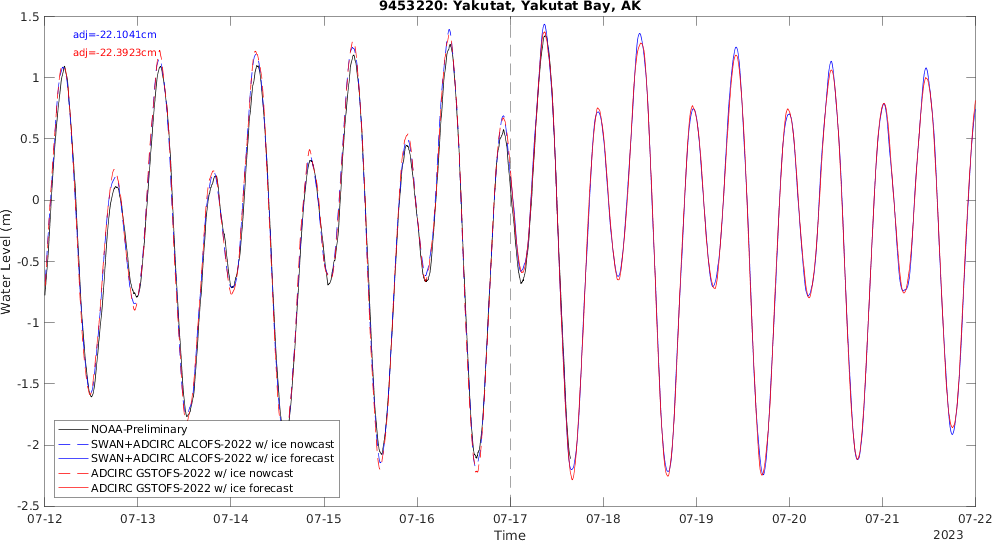 9453220: Yakutat, Yakutat Bay, AK
1.5
adj=-22.1041cm
adj=-22.3923cm
1
0.5
0
-0.5
-1
-1.5
-2
-2.5
Water Level (m)
NOAA-Preliminary
SWAN+ADCIRC ALCOFS-2022 w/ ice nowcast
SWAN+ADCIRC ALCOFS-2022 w/ ice forecast
ADCIRC GSTOFS-2022 w/ ice nowcast
ADCIRC GSTOFS-2022 w/ ice forecast
07-12 07-13 07-14 07-15 07-16 07-17 07-18 07-19 07-20 07-21 07-22
Time
2023